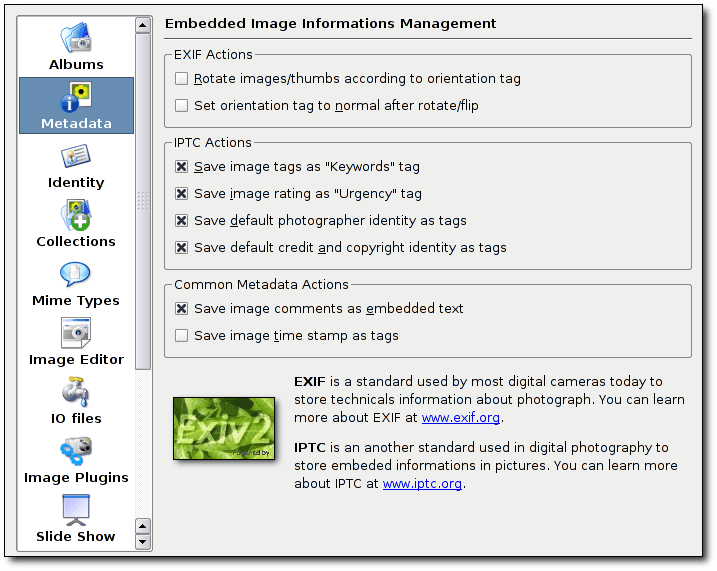 Albums
Metadata
Identity
Collections
Mime Types
Image Editor
IO files
Image Plugins
Slide Show
Embedded Image Informations Management
EXIF Actions
Rotate images/thumbs according to orientation tag
Set orientation tag to normal after rotate/flip
IPTC Actions
Save image tags as "Keywords" tag
Save image rating as "Urgency" tag
Save default photographer identity as tags
Save default credit and copyright identity as tags
Common Metadata Actions
Save image comments as embedded text
Save image time stamp as tags
Exiv2
Powered by
EXIF is a standard used by most digital cameras today to
store technicals information about photograph. You can learn
more about EXIF at www.exif.org.
IPTC is an another standard used in digital photography to
store embeded informations in pictures. You can learn more
about IPTC at www.iptc.org.